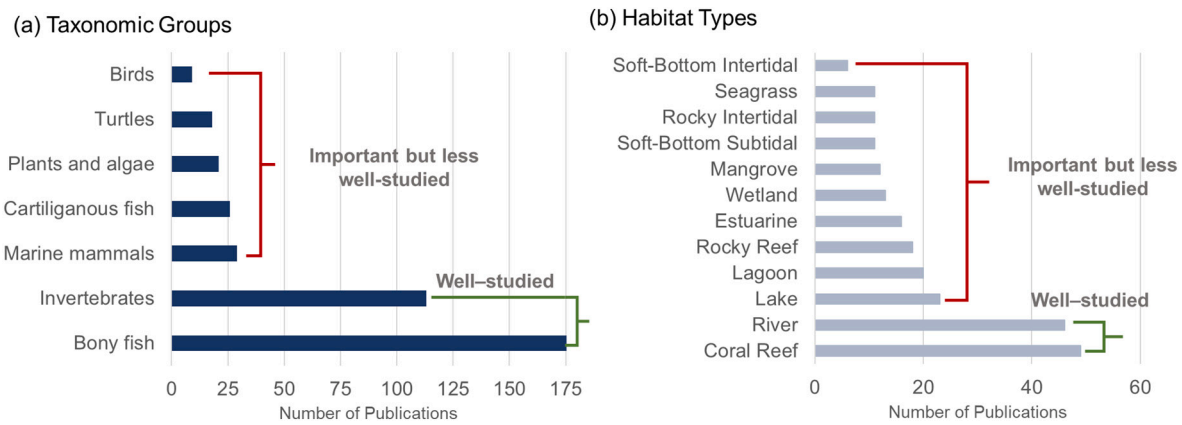 (a) Taxonomic Groups
Birds
Turtles
Plants and algae
Cartiliganous fish
Marine mammals
Invertebrates
Bony fish
Important but less
well-studied
Well–studied
0 25 50 75 100 125 150 175
Number of Publications
(b) Habitat Types
Soft-Bottom Intertidal
Seagrass
Rocky Intertidal
Soft-Bottom Subtidal
Mangrove
Wetland
Estuarine
Rocky Reef
Lagoon
Lake
River
Coral Reef
Important but less
well-studied
Well–studied
0 20 40 60
Number of Publications